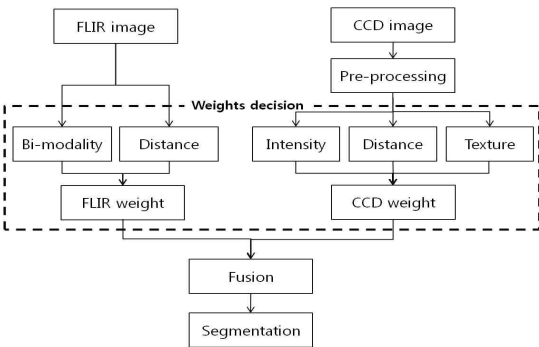 FLIR image
CCD image
Pre-processing
Weights decision
Bi-modality
Distance
Intensity
Distance
Texture
FLIR weight
CCD weight
Fusion
Segmentation